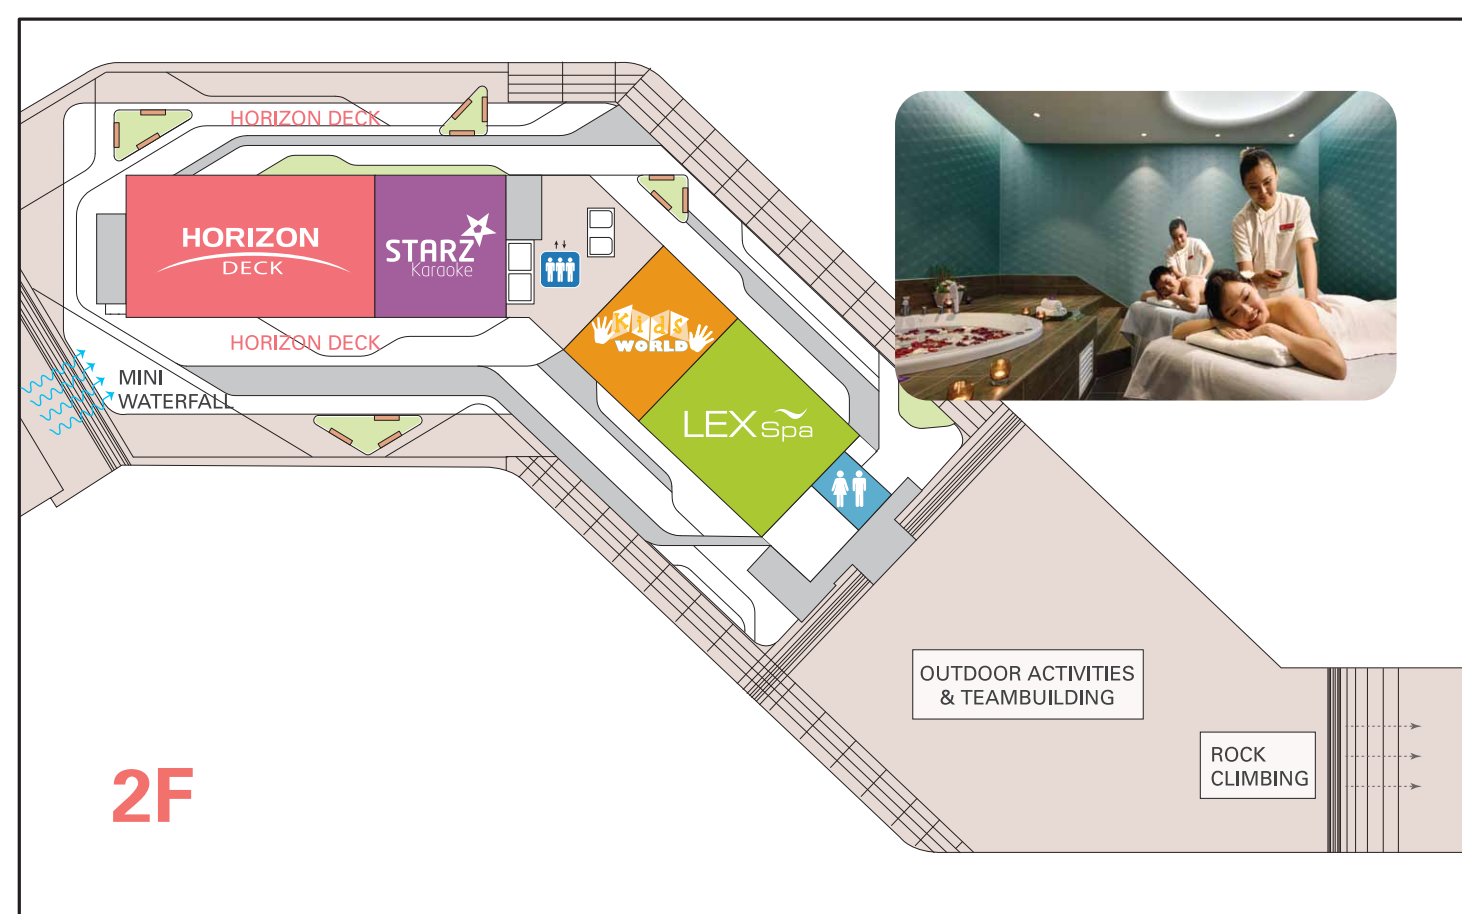 HORIZON DECK
HORIZON
DECK
STARZ
Karaoke
Kids
WORLD
HORIZON DECK
MINI
WATERFALL
LEX Spa
OUTDOOR ACTIVITIES
& TEAMBUILDING
ROCK
CLIMBING
2F